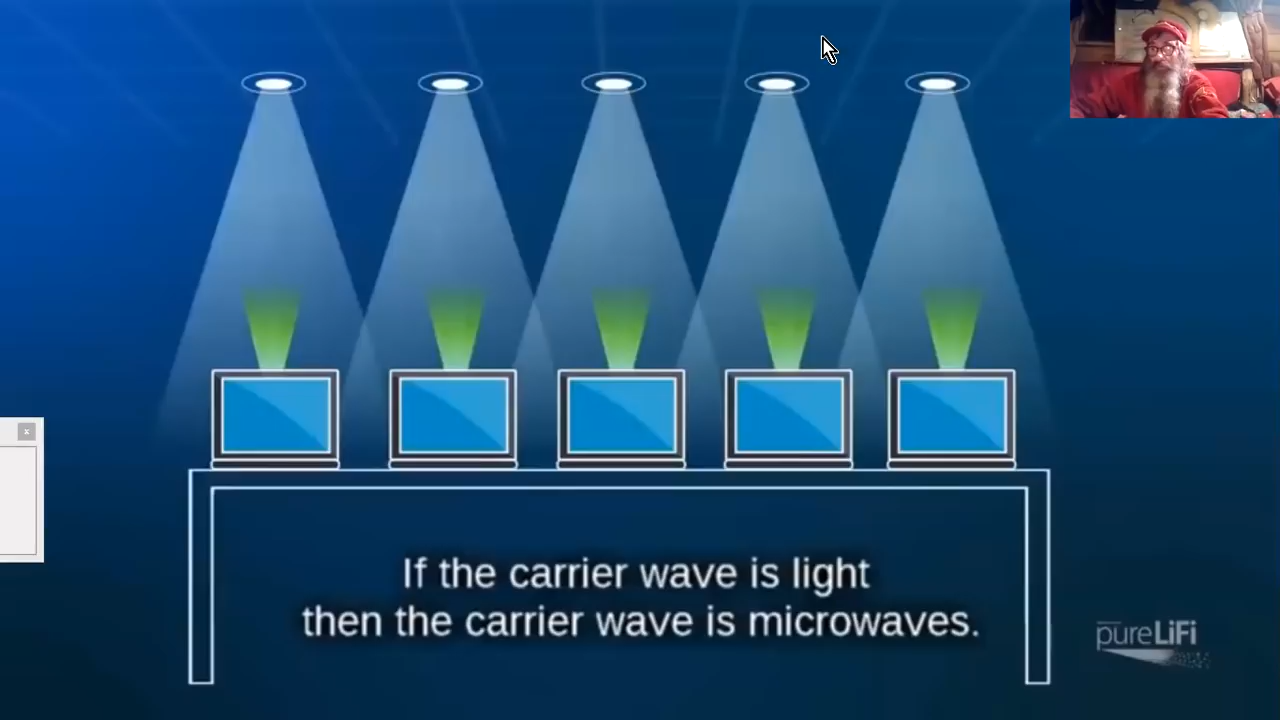 If the carrier wave is light
then the carrier wave is microwaves.
pureLiFi